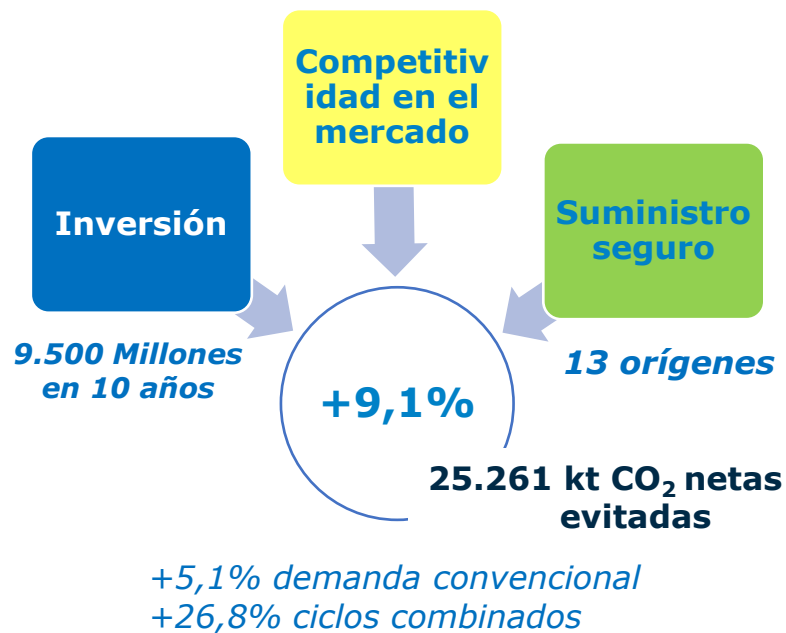 Competitiv
idad en el
mercado
Inversión
Suministro
seguro
9.500 Millones
en 10 años
13 orígenes
+9,1%
25.261 kt CO₂ netas
evitadas
+5,1% demanda convencional
+26,8% ciclos combinados